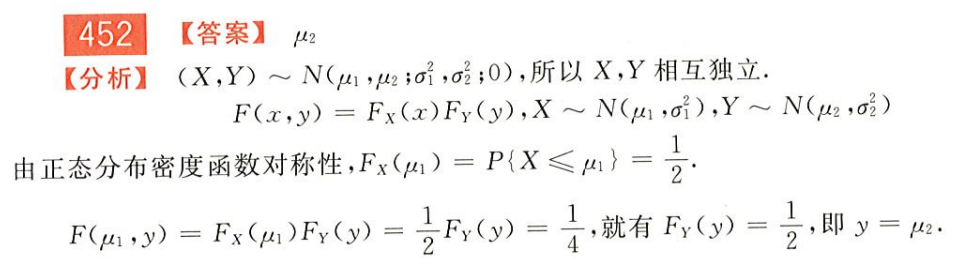 452 【答案】 μ₂
【分析】 (X,Y) ~ N(μ₁,μ₂;σ₁²,σ₂²;0),所以 X,Y 相互独立.
F(x,y) = F_X(x)F_Y(y),X ~ N(μ₁,σ₁²),Y ~ N(μ₂,σ₂²)
由正态分布密度函数对称性,F_X(μ₁) = P{X ≤ μ₁} = 1/2.
F(μ₁,y) = F_X(μ₁)F_Y(y) = 1/2 F_Y(y) = 1/4,就有 F_Y(y) = 1/2,即 y = μ₂.